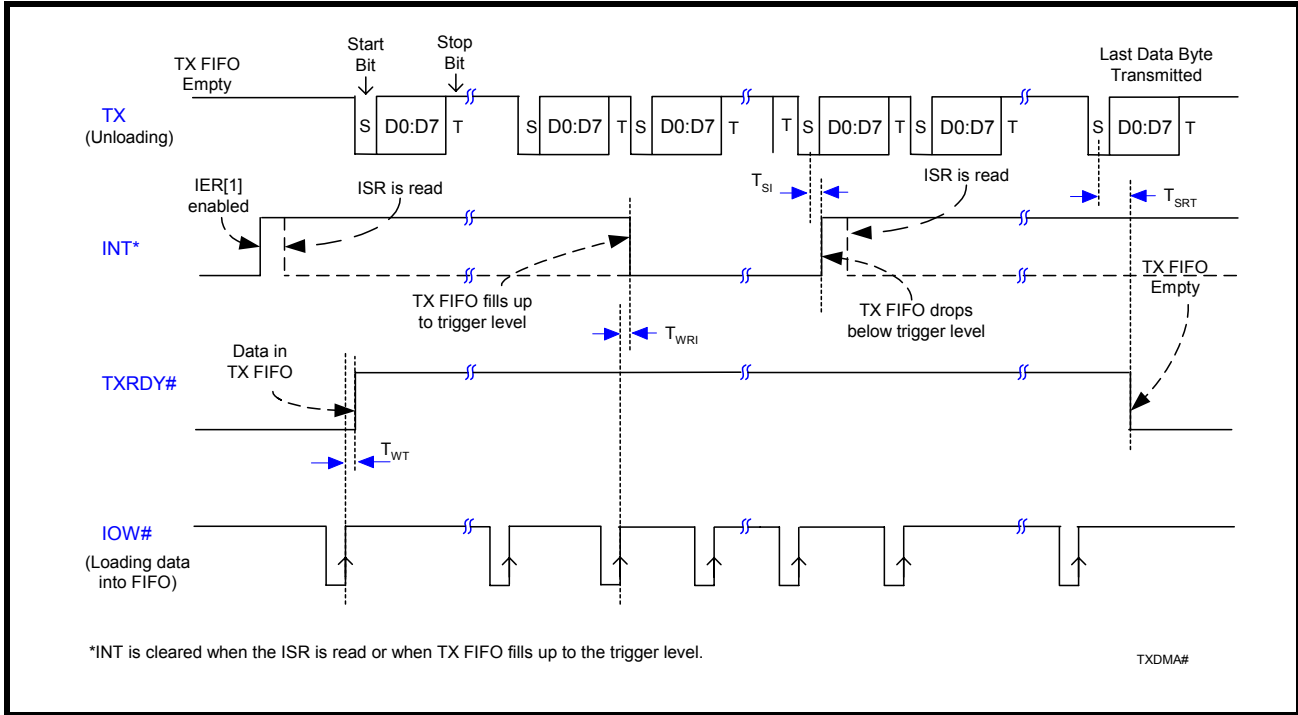 Start
Bit
Stop
Bit
TX FIFO
Empty
Last Data Byte
Transmitted
TX
(Unloading)
S D0:D7 T S D0:D7 T S D0:D7 T T S D0:D7 T S D0:D7 T S D0:D7 T
IER[1]
enabled
ISR is read
TSI
ISR is read
TSRT
INT*
TX FIFO fills up
to trigger level
TX FIFO drops
below trigger level
TX FIFO
Empty
TWRI
Data in
TX FIFO
TXRDY#
TWT
IOW#
(Loading data
into FIFO)
*INT is cleared when the ISR is read or when TX FIFO fills up to the trigger level.
TXDMA#